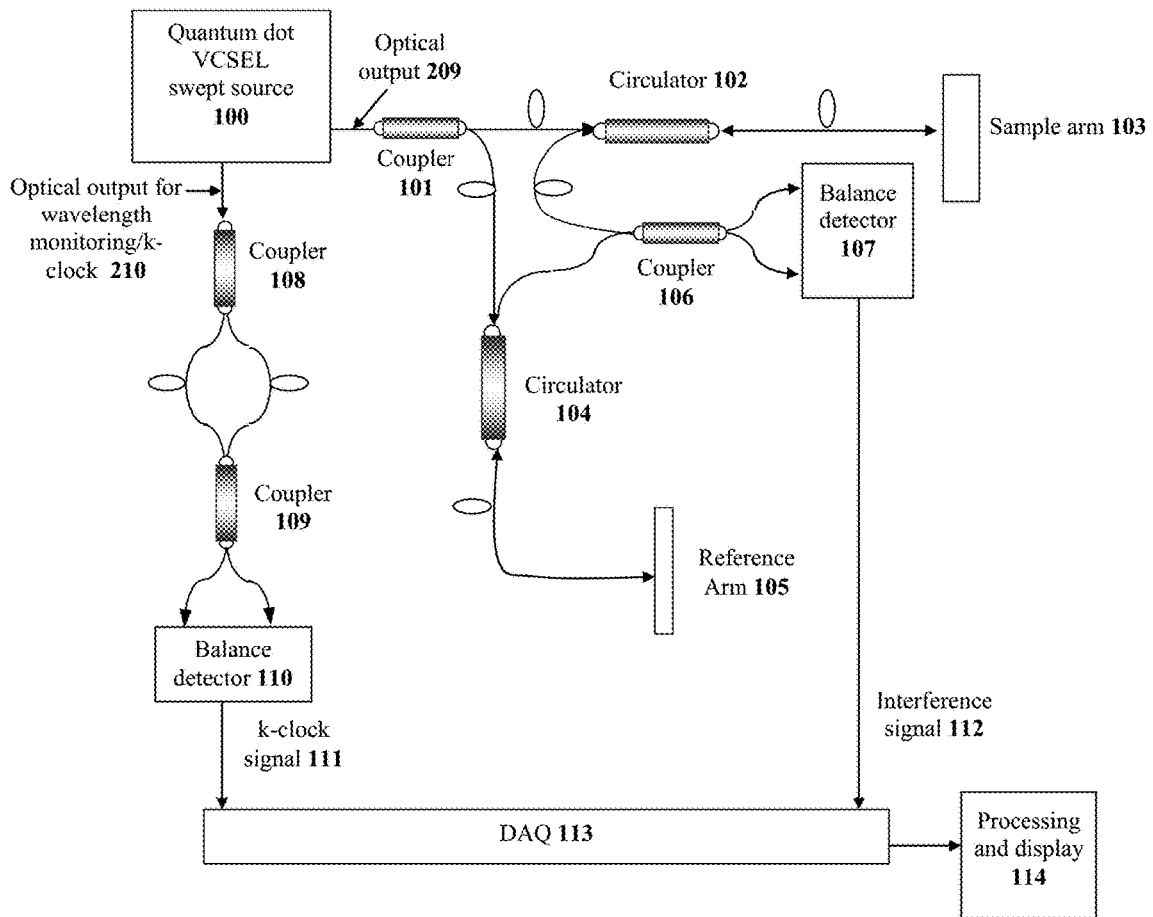 Quantum dot
VCSEL
swept source
100
Optical
output 209
Circulator 102
Sample arm 103
Coupler
101
Optical output for
wavelength
monitoring/k-
clock 210
Balance
detector
107
Coupler
108
Coupler
106
Circulator
104
Coupler
109
Reference
Arm 105
Balance
detector 110
k-clock
signal 111
Interference
signal 112
DAQ 113
Processing
and display
114